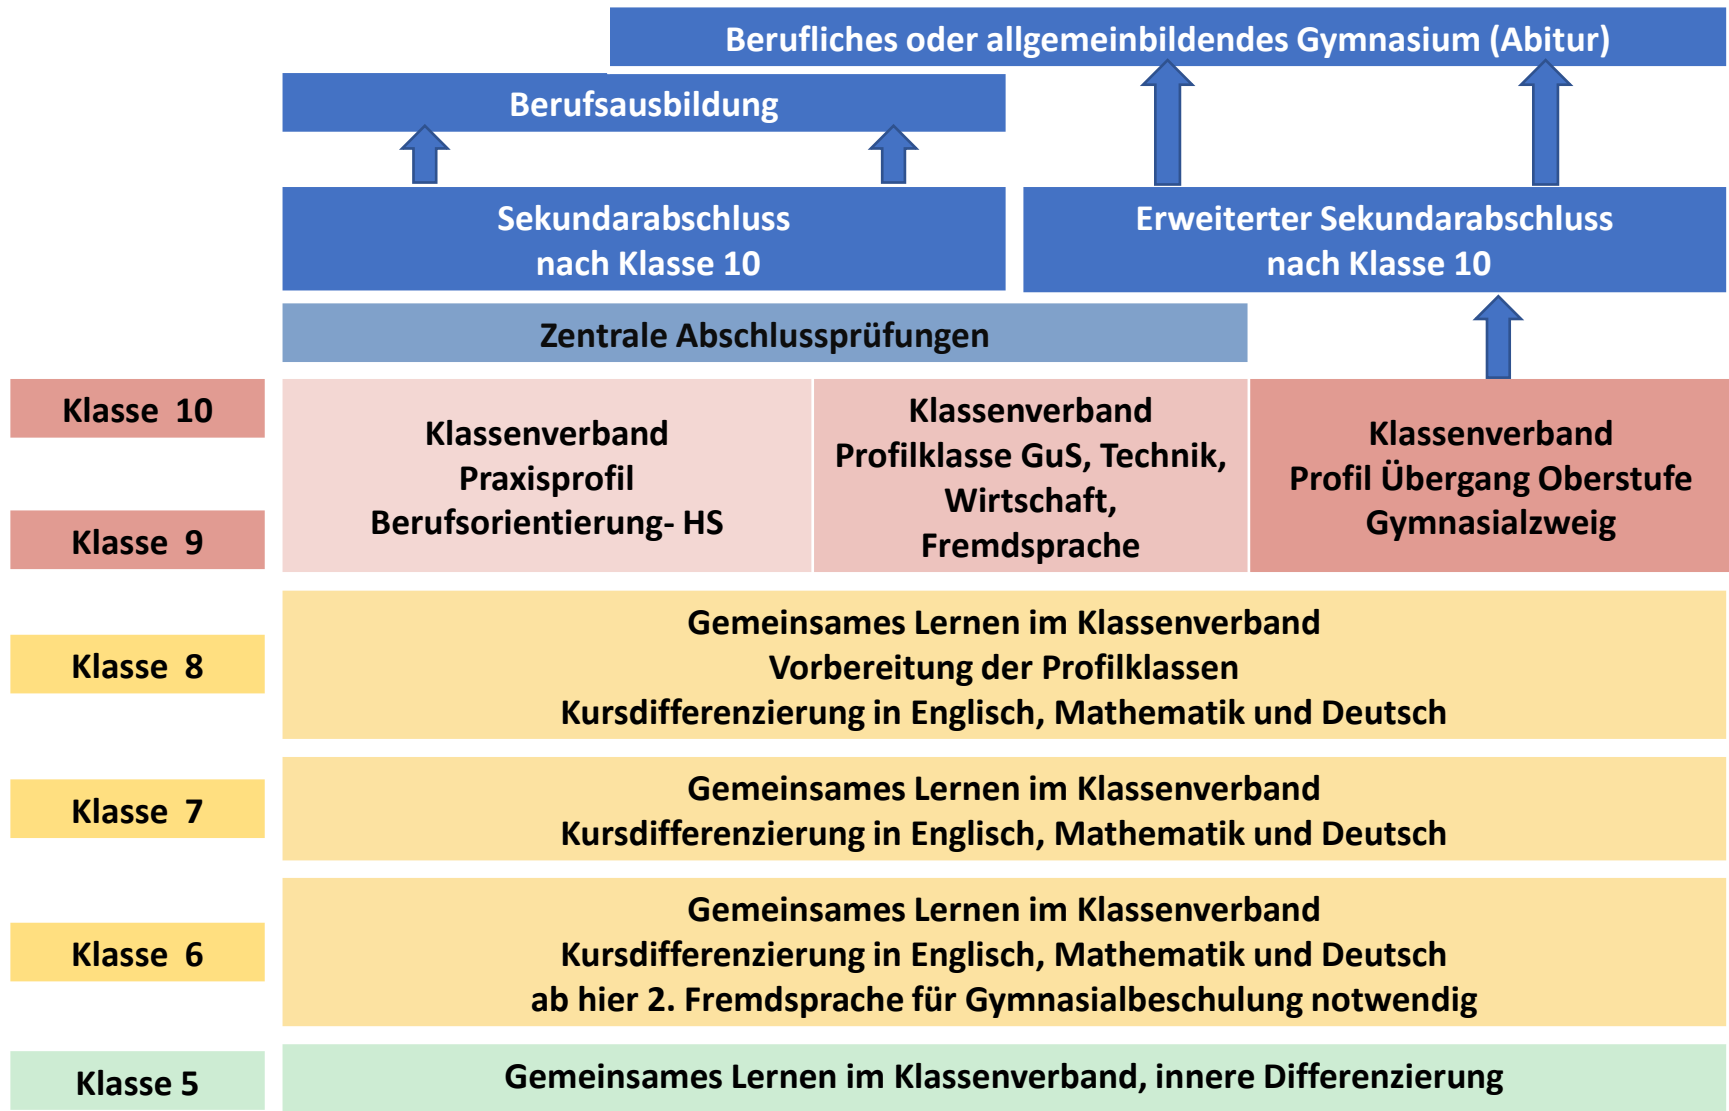 Berufliches oder allgemeinbildendes Gymnasium (Abitur)
Berufsausbildung
Sekundarabschluss
nach Klasse 10
Erweiterter Sekundarabschluss
nach Klasse 10
Zentrale Abschlussprüfungen
Klasse 10
Klasse 9
Klassenverband
Praxisprofil
Berufsorientierung- HS
Klassenverband
Profilklasse GuS, Technik,
Wirtschaft,
Fremdsprache
Klassenverband
Profil Übergang Oberstufe
Gymnasialzweig
Klasse 8
Gemeinsames Lernen im Klassenverband
Vorbereitung der Profilklassen
Kursdifferenzierung in Englisch, Mathematik und Deutsch
Klasse 7
Gemeinsames Lernen im Klassenverband
Kursdifferenzierung in Englisch, Mathematik und Deutsch
Klasse 6
Gemeinsames Lernen im Klassenverband
Kursdifferenzierung in Englisch, Mathematik und Deutsch
ab hier 2. Fremdsprache für Gymnasialbeschulung notwendig
Klasse 5
Gemeinsames Lernen im Klassenverband, innere Differenzierung